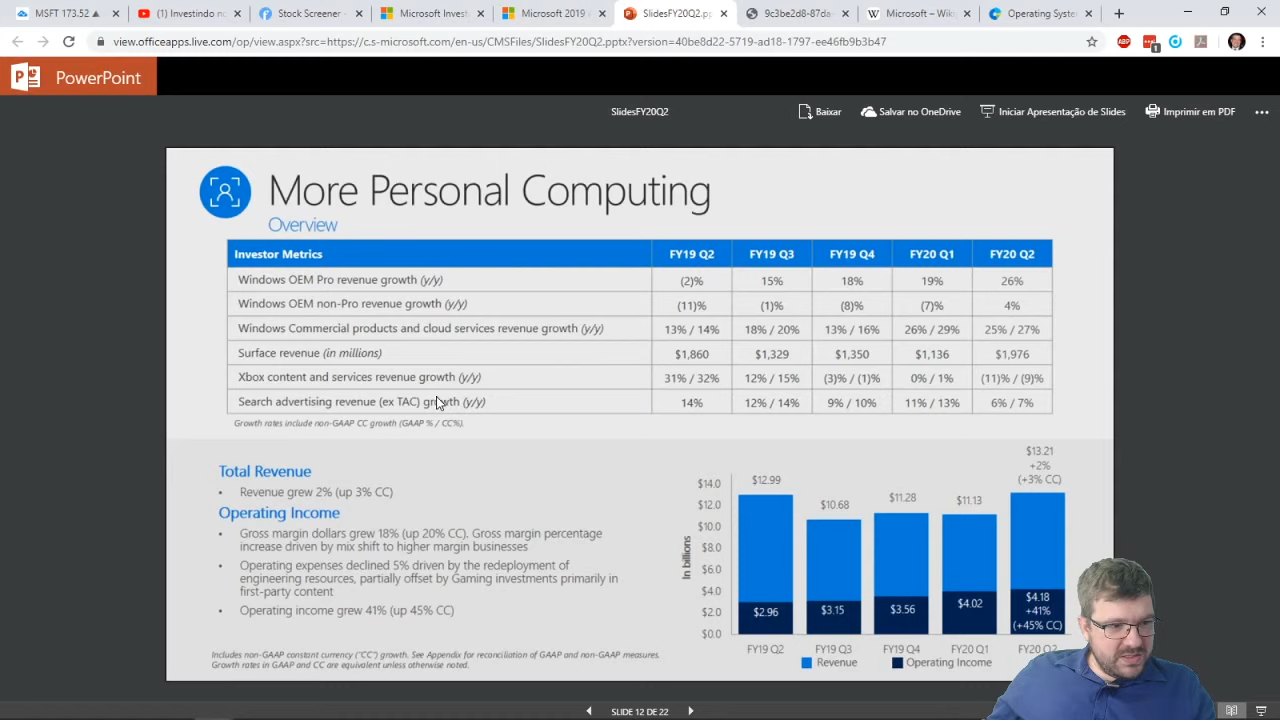 MSFT 173.52 ▲
(1) Investindo n
Stock Screener -
Microsoft Invest
Microsoft 2019 A
SlidesFY20Q2.pp
9c3be2d8-87da-
Microsoft – Wiki
Operating Syste
view.officeapps.live.com/op/view.aspx?src=https://c.s-microsoft.com/en-us/CMSFiles/SlidesFY20Q2.pptx?version=40be8d22-5719-ad18-1797-ee46fb9b3b47
ABP
1
PowerPoint
SlidesFY20Q2
Baixar
Salvar no OneDrive
Iniciar Apresentação de Slides
Imprimir em PDF
More Personal Computing
Overview
Investor Metrics FY19 Q2 FY19 Q3 FY19 Q4 FY20 Q1 FY20 Q2
Windows OEM Pro revenue growth (y/y) (2)% 15% 18% 19% 26%
Windows OEM non-Pro revenue growth (y/y) (11)% (1)% (8)% (7)% 4%
Windows Commercial products and cloud services revenue growth (y/y) 13% / 14% 18% / 20% 13% / 16% 26% / 29% 25% / 27%
Surface revenue (in millions) $1,860 $1,329 $1,350 $1,136 $1,976
Xbox content and services revenue growth (y/y) 31% / 32% 12% / 15% (3)% / (1)% 0% / 1% (11)% / (9)%
Search advertising revenue (ex TAC) growth (y/y) 14% 12% / 14% 9% / 10% 11% / 13% 6% / 7%
Growth rates include non-GAAP CC growth (GAAP % / CC%).
Total Revenue
• Revenue grew 2% (up 3% CC)
Operating Income
• Gross margin dollars grew 18% (up 20% CC). Gross margin percentage
increase driven by mix shift to higher margin businesses
• Operating expenses declined 5% driven by the redeployment of
engineering resources, partially offset by Gaming investments primarily in
first-party content
• Operating income grew 41% (up 45% CC)
Includes non-GAAP constant currency ("CC") growth. See Appendix for reconciliation of GAAP and non-GAAP measures.
Growth rates in GAAP and CC are equivalent unless otherwise noted.
In billions
$14.0
$12.0
$10.0
$8.0
$6.0
$4.0
$2.0
$0.0
$12.99
$10.68
$11.28
$11.13
$13.21
+2%
(+3% CC)
$2.96
$3.15
$3.56
$4.02
$4.18
+41%
(+45% CC)
FY19 Q2 FY19 Q3 FY19 Q4 FY20 Q1 FY20 Q2
Revenue Operating Income
SLIDE 12 DE 22